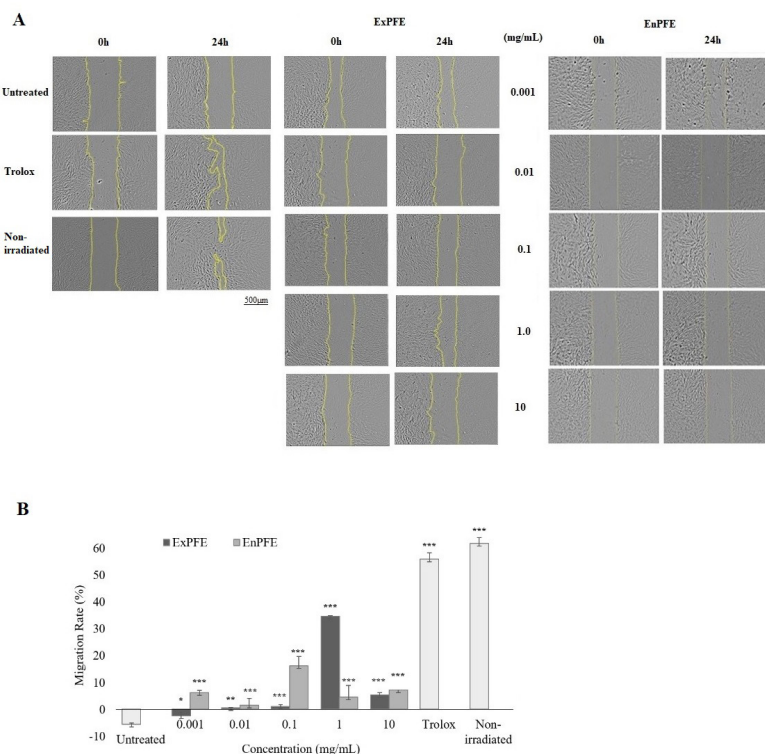 A
ExPFE
EnPFE
0h 24h 0h 24h (mg/mL) 0h 24h
Untreated
0.001
Trolox
0.01
Non-
irradiated
0.1
500µm
1.0
10
B
Migration Rate (%)
ExPFE EnPFE
60
50
40
30
20
10
0
-10
* *** ** *** *** *** *** *** *** *** *** ***
Untreated 0.001 0.01 0.1 1 10 Trolox Non-
irradiated
Concentration (mg/mL)